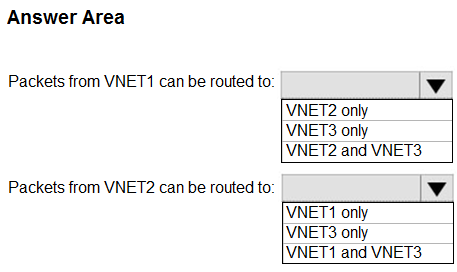 Answer Area
Packets from VNET1 can be routed to:
VNET2 only
VNET3 only
VNET2 and VNET3
Packets from VNET2 can be routed to:
VNET1 only
VNET3 only
VNET1 and VNET3